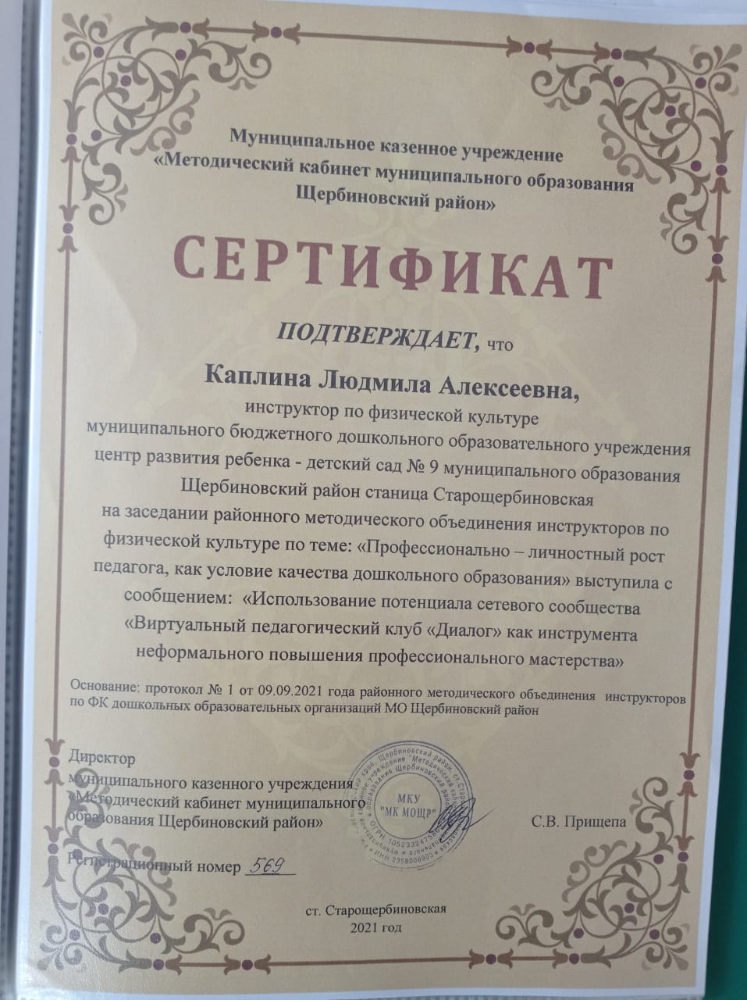 Муниципальное казенное учреждение
«Методический кабинет муниципального образования
Щербиновский район»
СЕРТИФИКАТ
ПОДТВЕРЖДАЕТ, что
Каплина Людмила Алексеевна,
инструктор по физической культуре
муниципального бюджетного дошкольного образовательного учреждения
центр развития ребенка - детский сад № 9 муниципального образования
Щербиновский район станица Старощербиновская
на заседании районного методического объединения инструкторов по
физической культуре по теме: «Профессионально – личностный рост
педагога, как условие качества дошкольного образования» выступила с
сообщением: «Использование потенциала сетевого сообщества
«Виртуальный педагогический клуб «Диалог» как инструмента
неформального повышения профессионального мастерства»
Основание: протокол № 1 от 09.09.2021 года районного методического объединения инструкторов
по ФК дошкольных образовательных организаций МО Щербиновский район
Директор
муниципального казенного учреждения
«Методический кабинет муниципального
образования Щербиновский район»
С.В. Прищепа
МКУ
"МК МОЩР"
ИНН 2358006903
Регистрационный номер 569
ст. Старощербиновская
2021 год